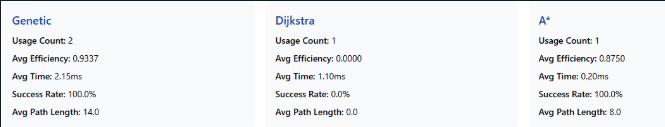 Genetic
Usage Count: 2
Avg Efficiency: 0.9337
Avg Time: 2.15ms
Success Rate: 100.0%
Avg Path Length: 14.0
Dijkstra
Usage Count: 1
Avg Efficiency: 0.0000
Avg Time: 1.10ms
Success Rate: 0.0%
Avg Path Length: 0.0
A*
Usage Count: 1
Avg Efficiency: 0.8750
Avg Time: 0.20ms
Success Rate: 100.0%
Avg Path Length: 8.0